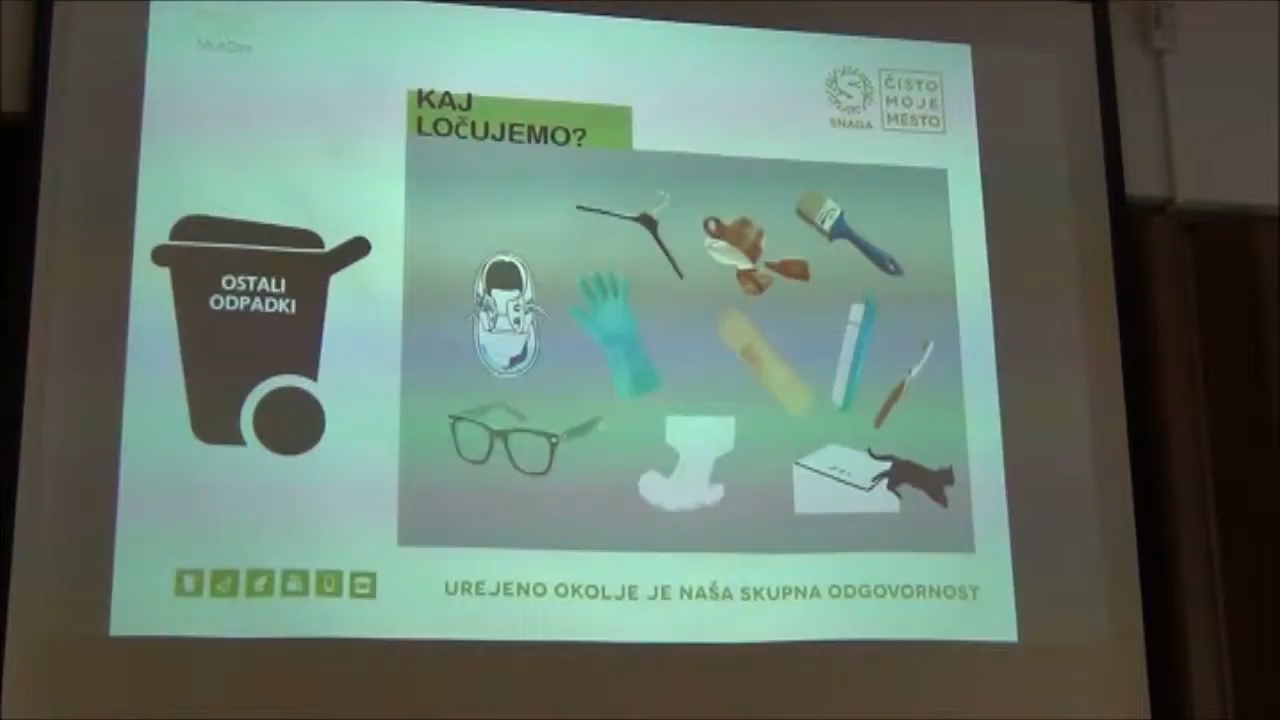 KAJ
LOČUJEMO?
SNAGA
ČISTO
MOJE
MESTO
OSTALI
ODPADKI
UREJENO OKOLJE JE NAŠA SKUPNA ODGOVORNOST